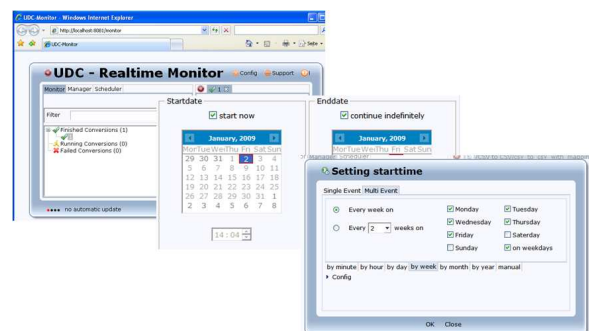 UDC-Monitor - Windows Internet Explorer
http://localhost:8081/monitor
UDC-Monitor
Seite
UDC - Realtime Monitor
Config
Support
Monitor Manager Scheduler
1
Filter
Finished Conversions (1)
Running Conversions (0)
Failed Conversions (0)
no automatic update
Startdate
start now
January, 2009
Mon Tue Wei Thu Fri Sat Sun
29 30 31 1 2 3 4
5 6 7 8 9 10 11
12 13 14 15 16 17 18
19 20 21 22 23 24 25
26 27 28 29 30 31 1
2 3 4 5 6 7 8
14 : 04
Enddate
continue indefinitely
January, 2009
Mon Tue Wei Thu Fri Sat Sun
Manager Scheduler
Setting starttime
Single Event Multi Event
Every week on
Every 2 weeks on
Monday
Tuesday
Wednesday
Thursday
Friday
Saterday
Sunday
on weekdays
by minute by hour by day by week by month by year manual
Config
OK Close